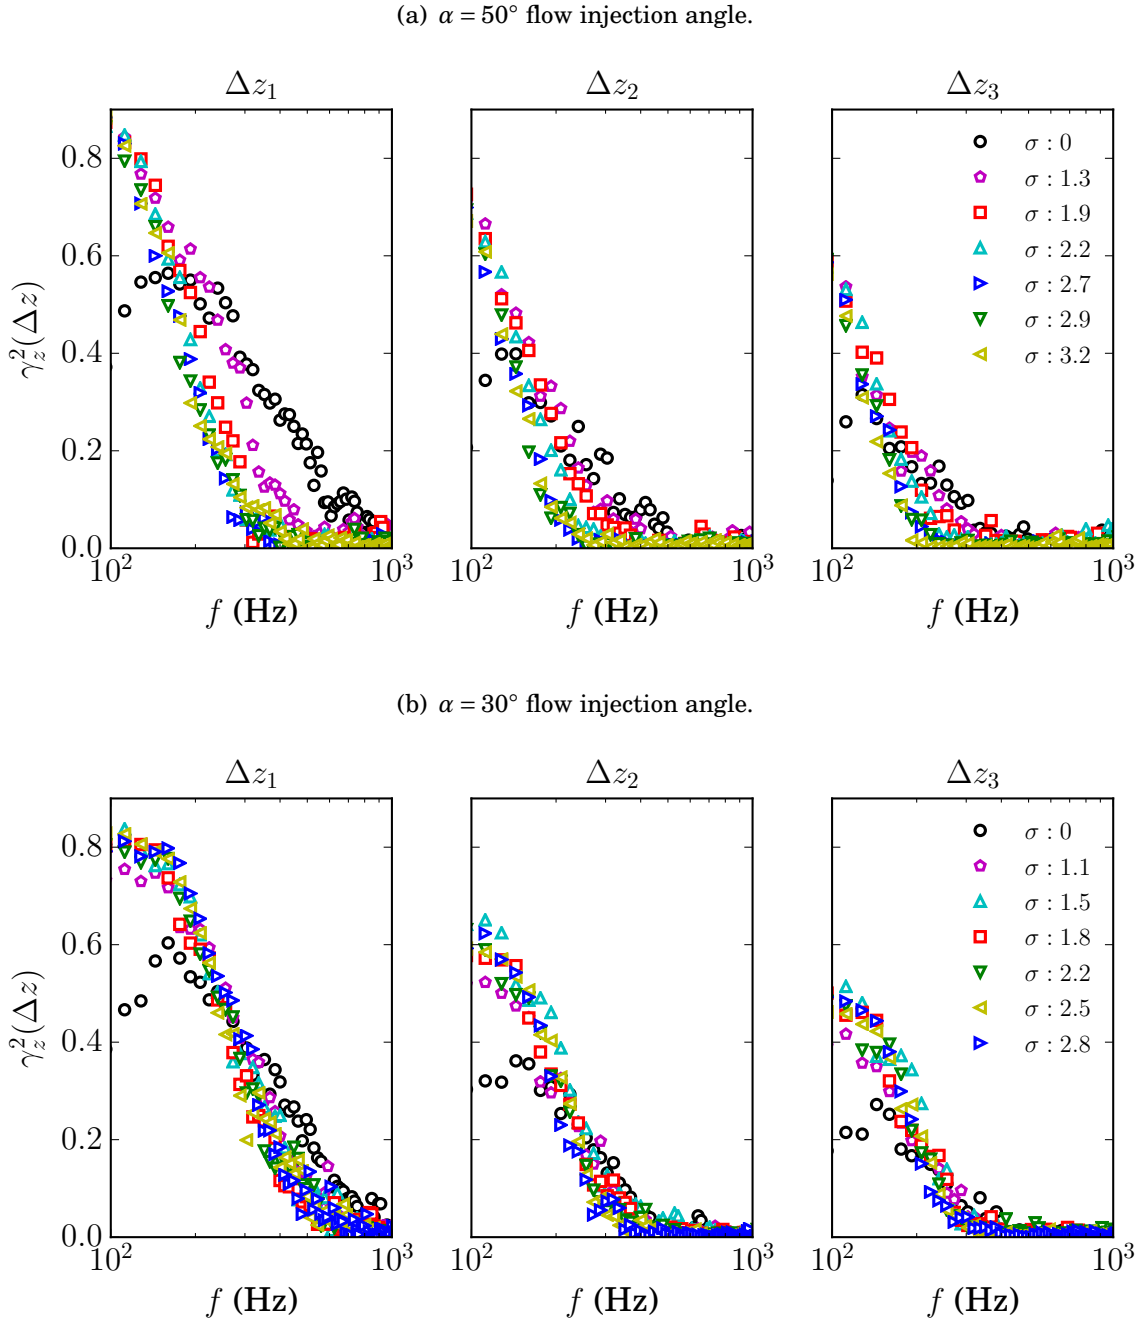 (a) α = 50° flow injection angle.
Δz₁ Δz₂ Δz₃
γ_z²(Δz)
0.8
0.6
0.4
0.2
0.0
σ : 0
σ : 1.3
σ : 1.9
σ : 2.2
σ : 2.7
σ : 2.9
σ : 3.2
10² 10³ 10² 10³ 10² 10³
f (Hz) f (Hz) f (Hz)
(b) α = 30° flow injection angle.
Δz₁ Δz₂ Δz₃
γ_z²(Δz)
0.8
0.6
0.4
0.2
0.0
σ : 0
σ : 1.1
σ : 1.5
σ : 1.8
σ : 2.2
σ : 2.5
σ : 2.8
10² 10³ 10² 10³ 10² 10³
f (Hz) f (Hz) f (Hz)